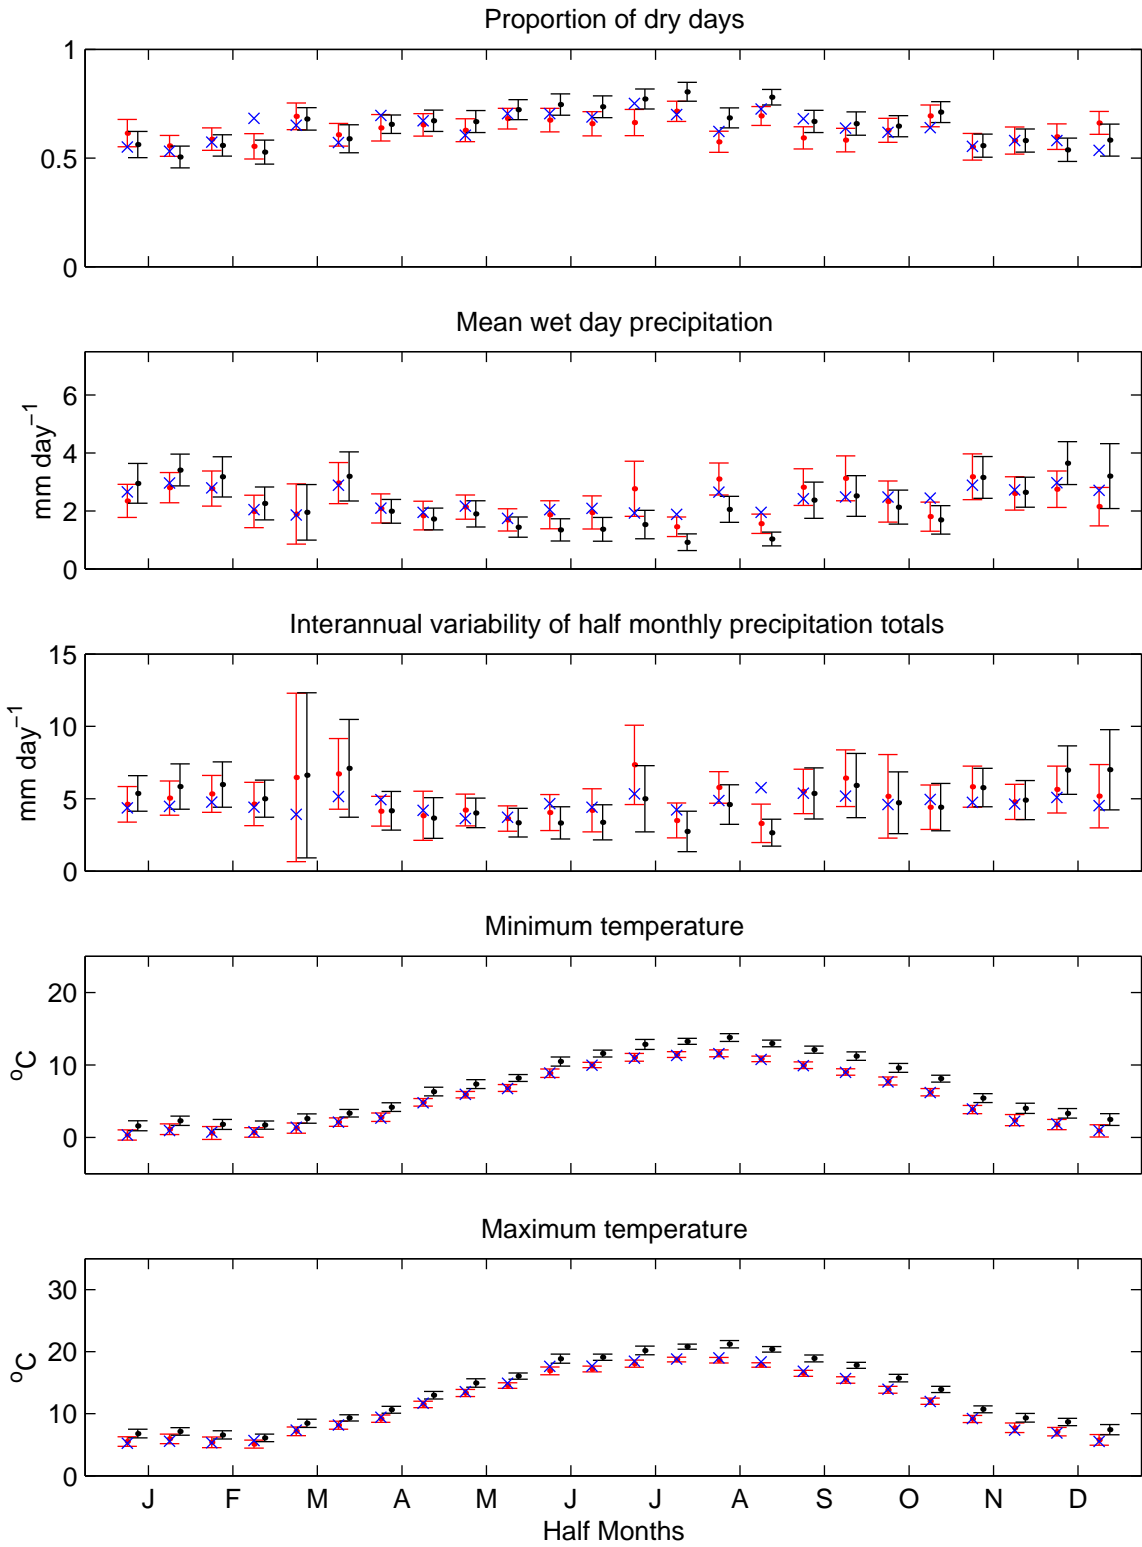 Proportion of dry days
1
0.5
0
Mean wet day precipitation
6
4
2
0
mm day⁻¹
Interannual variability of half monthly precipitation totals
15
10
5
0
mm day⁻¹
Minimum temperature
20
10
0
ºC
Maximum temperature
30
20
10
0
ºC
J F M A M J J A S O N D
Half Months